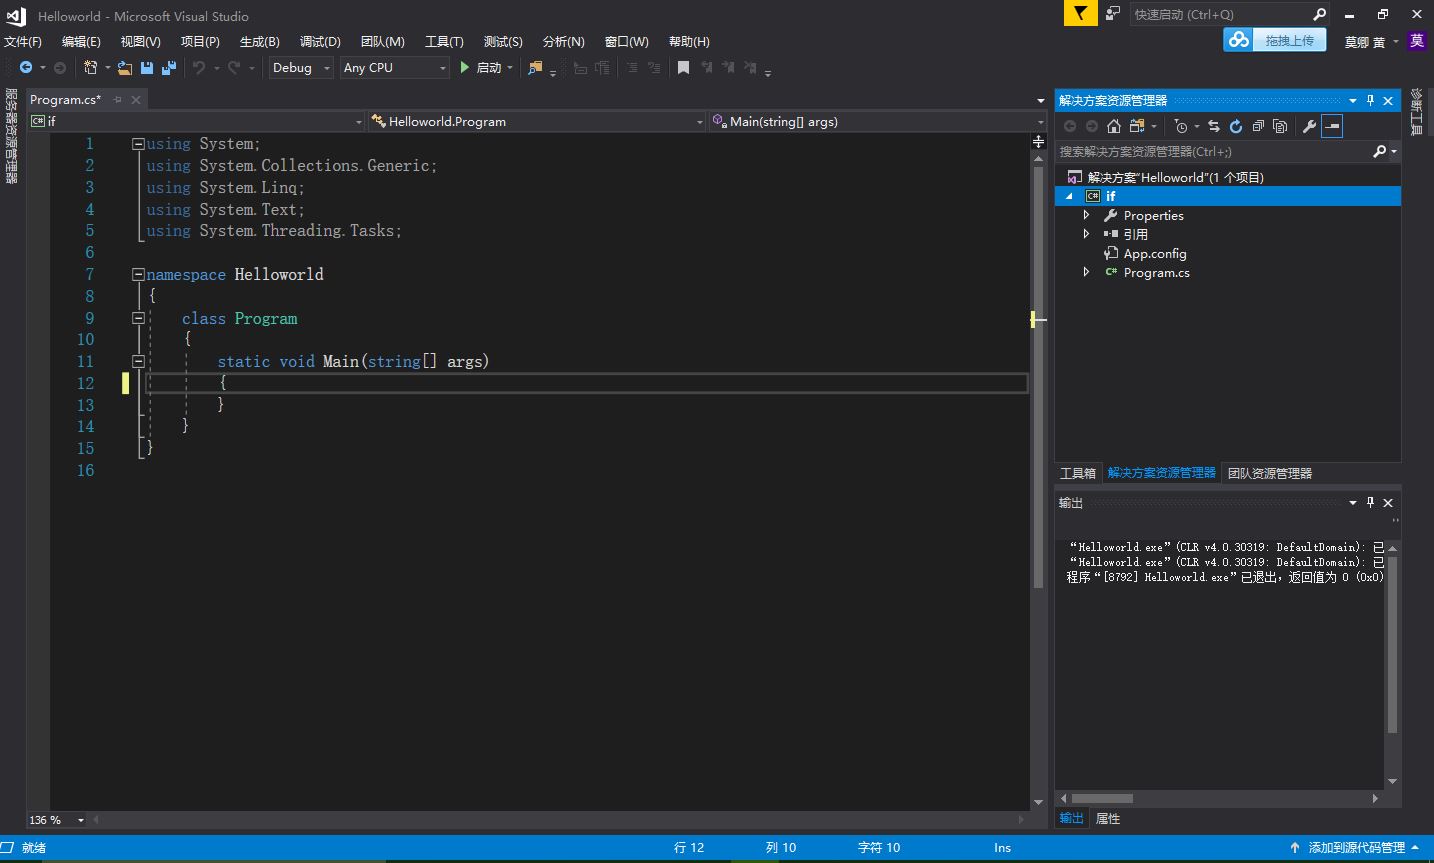 Helloworld - Microsoft Visual Studio
快速启动 (Ctrl+Q)
文件(F) 编辑(E) 视图(V) 项目(P) 生成(B) 调试(D) 团队(M) 工具(T) 测试(S) 分析(N) 窗口(W) 帮助(H)
拖拽上传
莫卿 黄
莫
Debug Any CPU 启动
服务器资源管理器
Program.cs*
if Helloworld.Program Main(string[] args)
1 using System;
2 using System.Collections.Generic;
3 using System.Linq;
4 using System.Text;
5 using System.Threading.Tasks;
6
7 namespace Helloworld
8 {
9 class Program
10 {
11 static void Main(string[] args)
12 {
13 }
14 }
15 }
16
136 %
解决方案资源管理器
诊断工具
搜索解决方案资源管理器(Ctrl+;)
解决方案"Helloworld"(1 个项目)
C# if
Properties
引用
App.config
C# Program.cs
工具箱 解决方案资源管理器 团队资源管理器
输出
“Helloworld.exe”(CLR v4.0.30319: DefaultDomain): 已
“Helloworld.exe”(CLR v4.0.30319: DefaultDomain): 已
程序“[8792] Helloworld.exe”已退出，返回值为 0 (0x0)
输出 属性
就绪 行 12 列 10 字符 10 Ins 添加到源代码管理